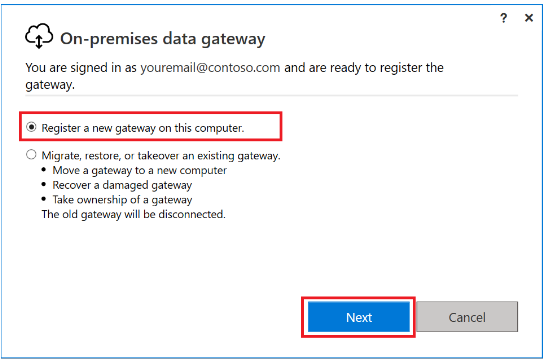 ? ×
On-premises data gateway
You are signed in as youremail@contoso.com and are ready to register the
gateway.
Register a new gateway on this computer.
Migrate, restore, or takeover an existing gateway.
• Move a gateway to a new computer
• Recover a damaged gateway
• Take ownership of a gateway
The old gateway will be disconnected.
Next Cancel